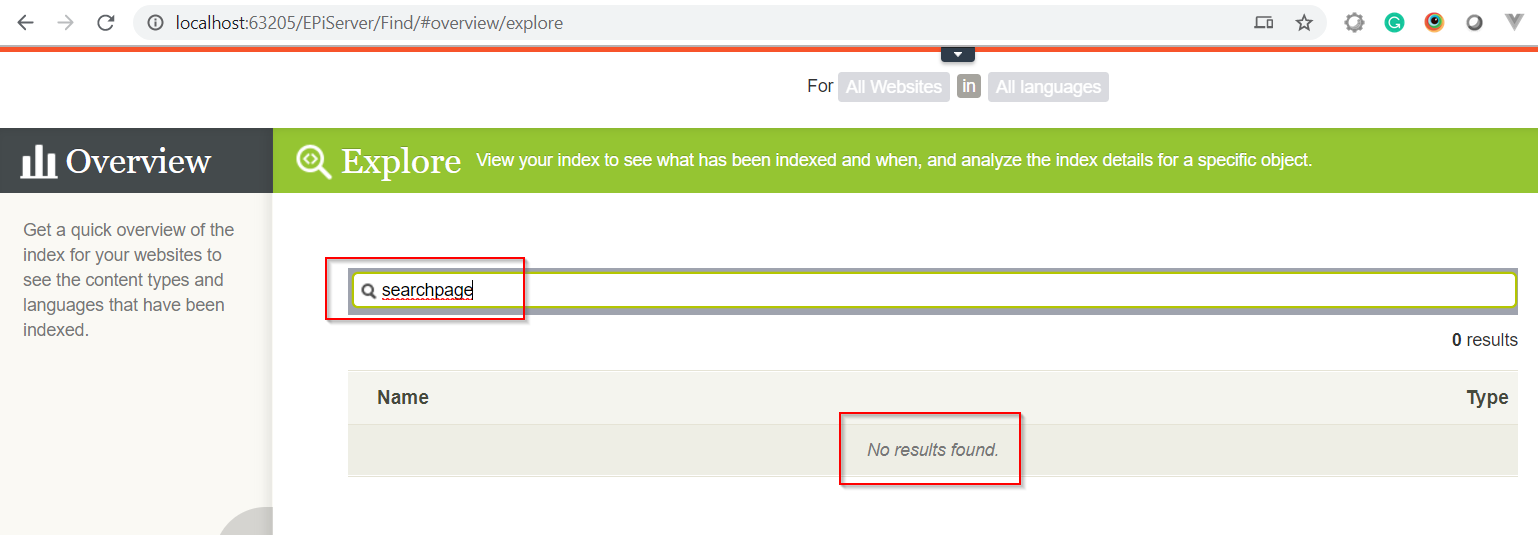 localhost:63205/EPiServer/Find/#overview/explore
For All Websites in All languages
Overview
Explore View your index to see what has been indexed and when, and analyze the index details for a specific object.
Get a quick overview of the
index for your websites to
see the content types and
languages that have been
indexed.
searchpage
0 results
Name Type
No results found.